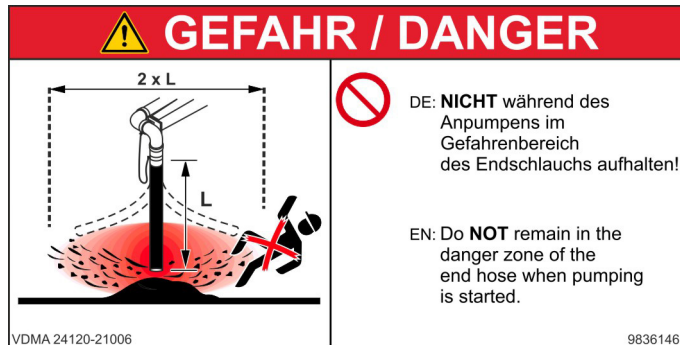 GEFAHR / DANGER
2 x L
L
DE: NICHT während des
Anpumpens im
Gefahrenbereich
des Endschlauchs aufhalten!
EN: Do NOT remain in the
danger zone of the
end hose when pumping
is started.
VDMA 24120-21006
9836146